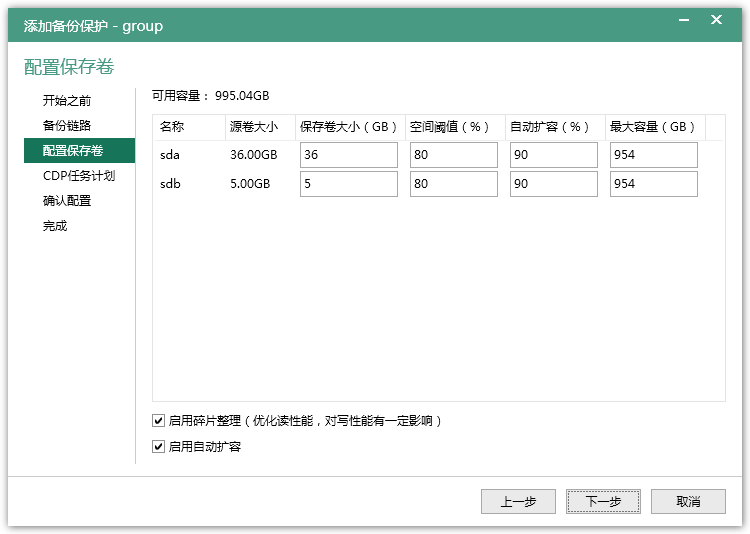 添加备份保护 - group
配置保存卷
开始之前
备份链路
配置保存卷
CDP任务计划
确认配置
完成
可用容量： 995.04GB
名称 源卷大小 保存卷大小（GB） 空间阈值（%） 自动扩容（%） 最大容量（GB）
sda 36.00GB 36 80 90 954
sdb 5.00GB 5 80 90 954
启用碎片整理（优化读性能，对写性能有一定影响）
启用自动扩容
上一步 下一步 取消